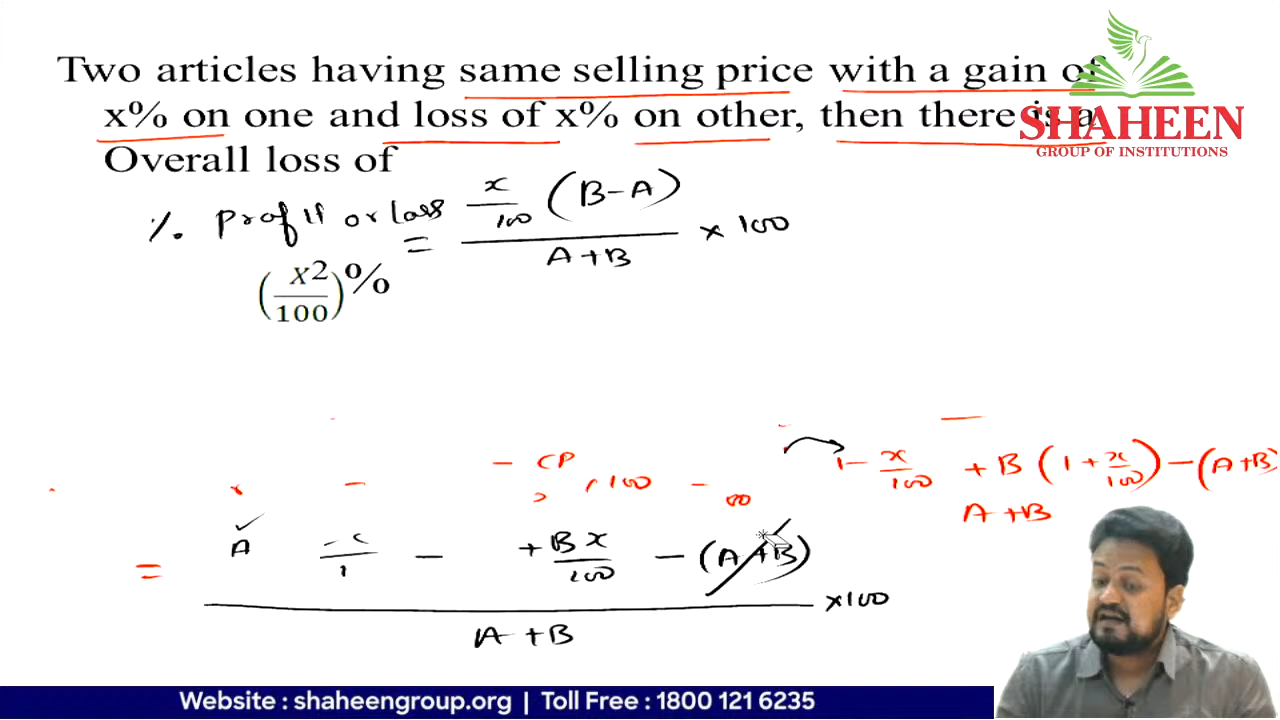 Two articles having same selling price with a gain of
x% on one and loss of x% on other, then there is a
Overall loss of
SHAHEEN
GROUP OF INSTITUTIONS
% Profit or loss = x/100 (B-A) / A+B × 100
(x2/100)%
- CP
× 100 -
1 - x/100 + B (1 + x/100) - (A+B)
A+B
= A - + Bx/100 - (A+B)
A+B ×100
Website : shaheengroup.org | Toll Free : 1800 121 6235